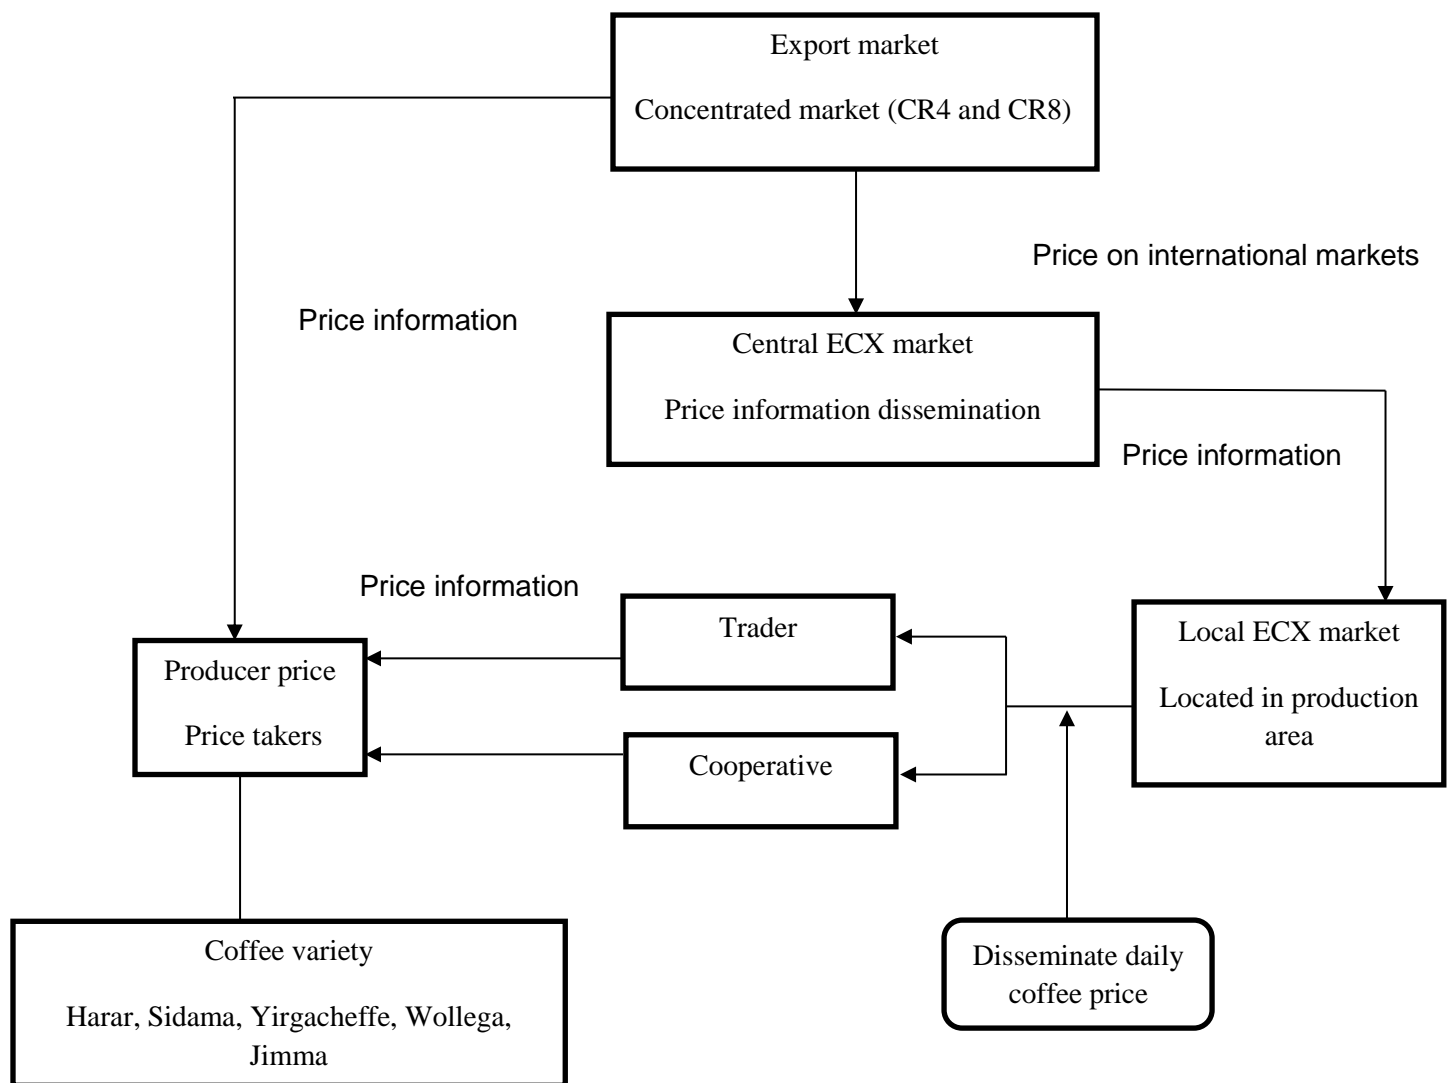 Export market
Concentrated market (CR4 and CR8)
Price on international markets
Price information
Central ECX market
Price information dissemination
Price information
Price information
Trader
Local ECX market
Located in production
area
Producer price
Price takers
Cooperative
Coffee variety
Harar, Sidama, Yirgacheffe, Wollega,
Jimma
Disseminate daily
coffee price